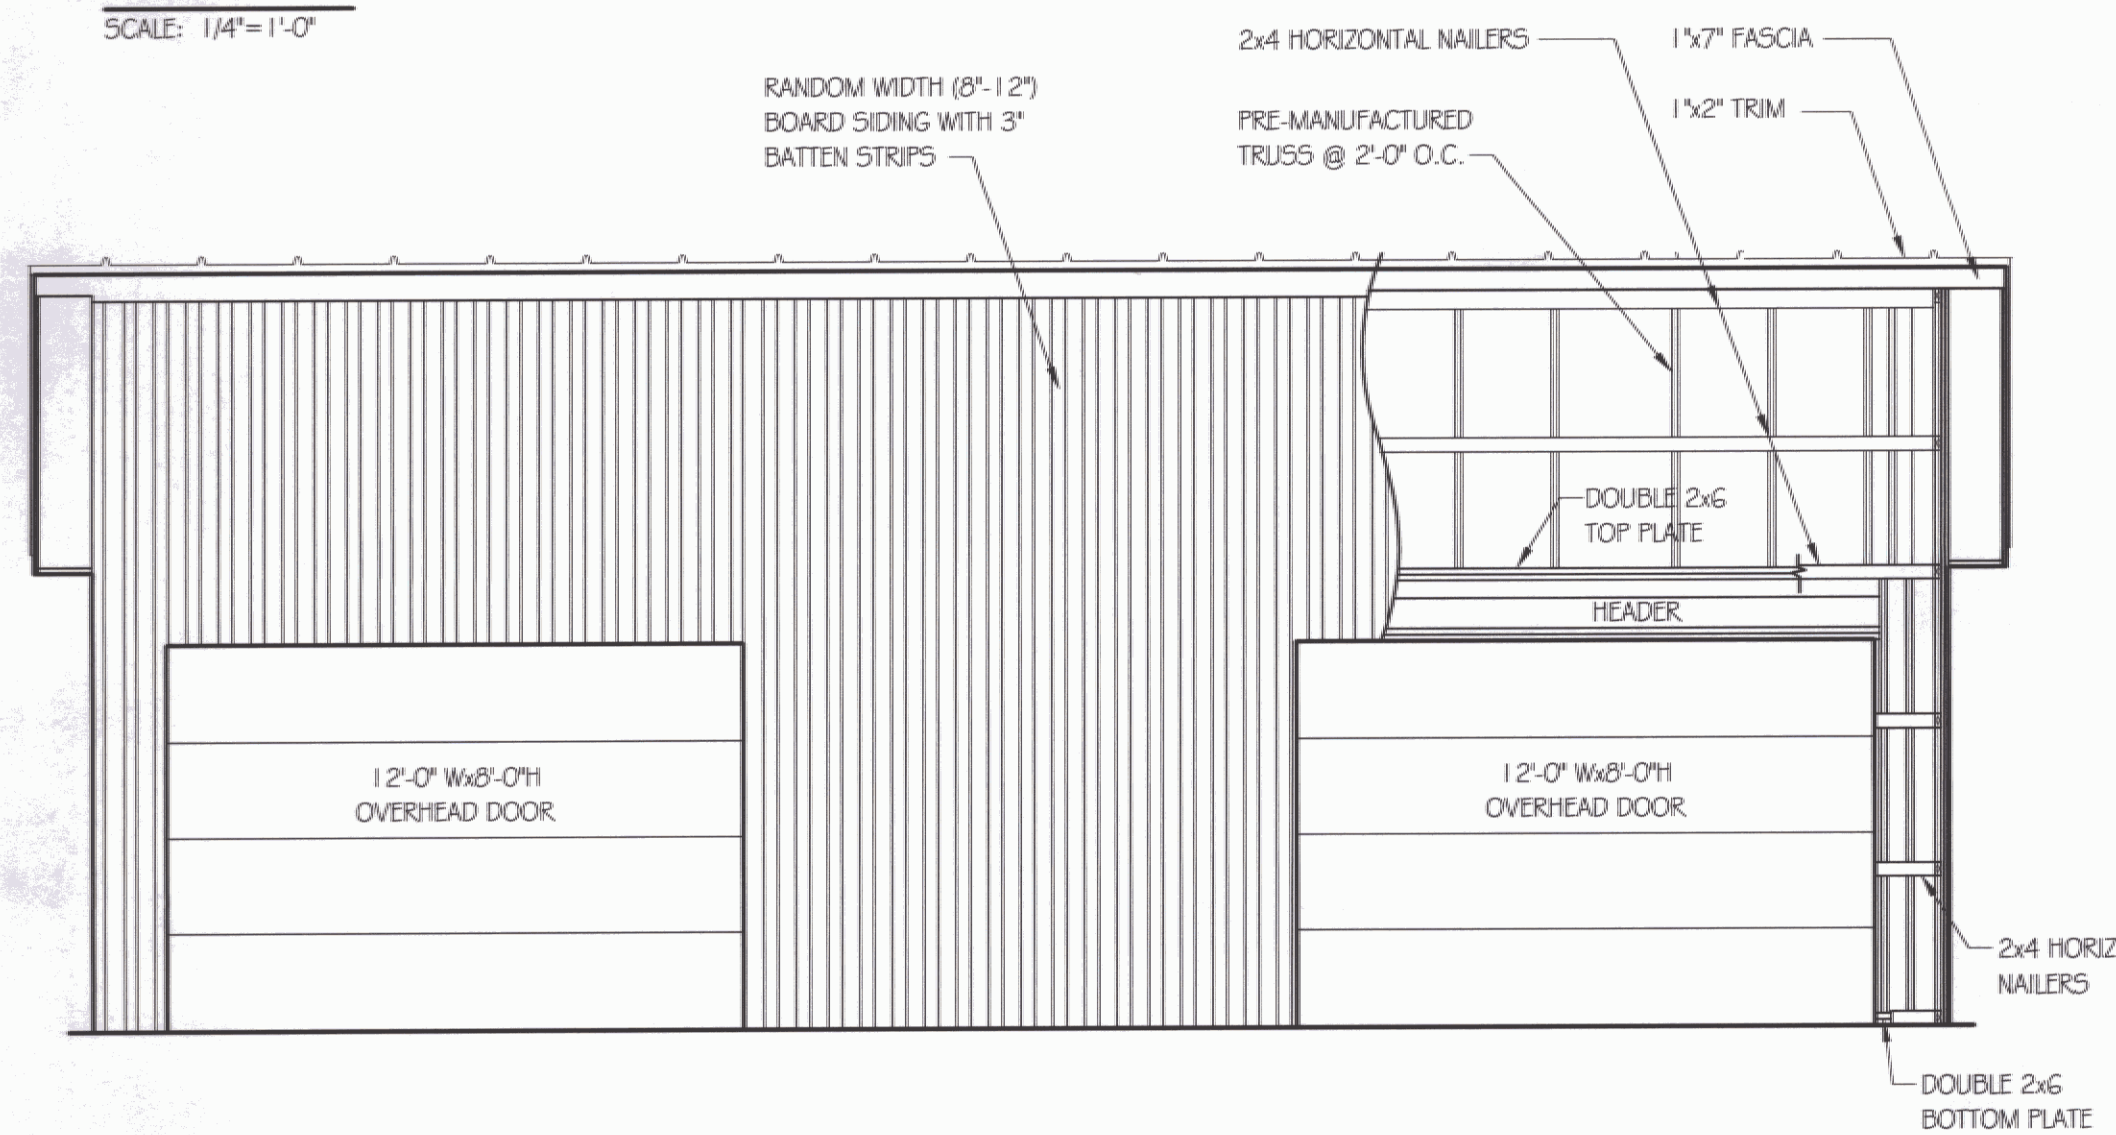 SCALE: 1/4"=1'-0"
2x4 HORIZONTAL NAILERS
1"x7" FASCIA
RANDOM WIDTH (8"-12")
BOARD SIDING WITH 3"
BATTEN STRIPS
PRE-MANUFACTURED
TRUSS @ 2'-0" O.C.
1"x2" TRIM
DOUBLE 2x6
TOP PLATE
HEADER
12'-0" Wx8'-0"H
OVERHEAD DOOR
12'-0" Wx8'-0"H
OVERHEAD DOOR
2x4 HORIZ
NAILERS
DOUBLE 2x6
BOTTOM PLATE